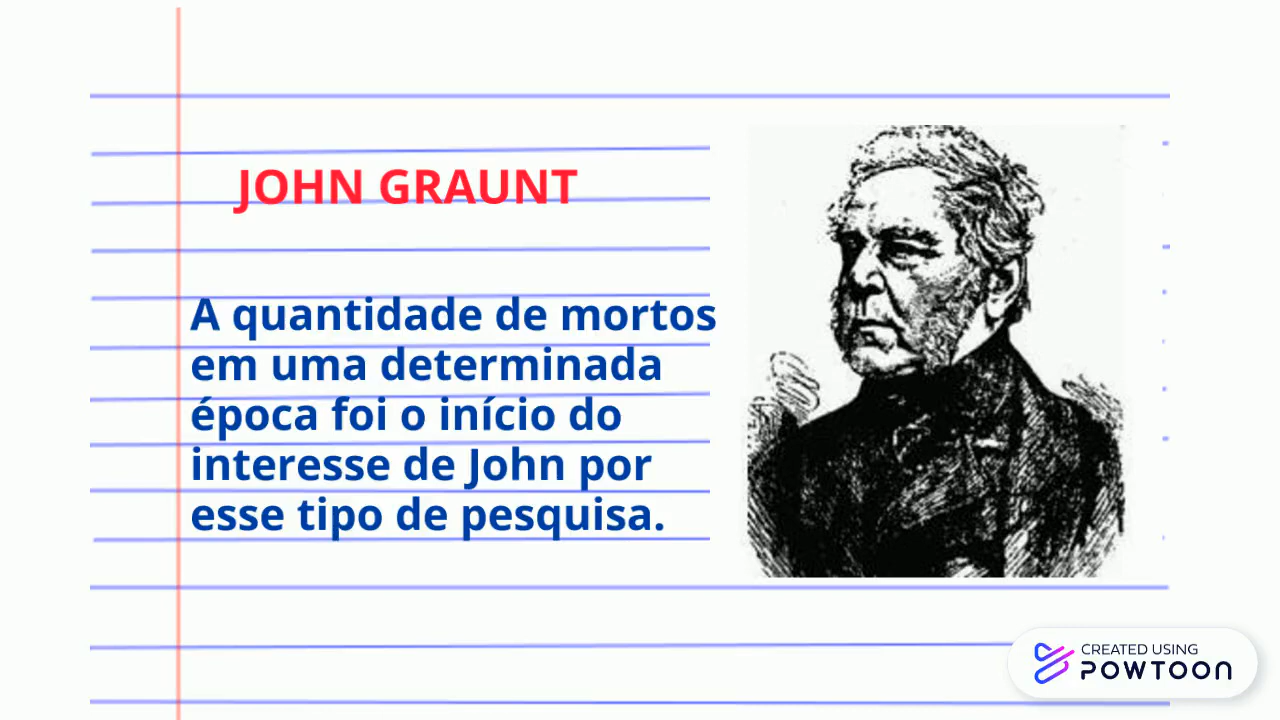 JOHN GRAUNT
A quantidade de mortos
em uma determinada
época foi o início do
interesse de John por
esse tipo de pesquisa.
CREATED USING
POWTOON